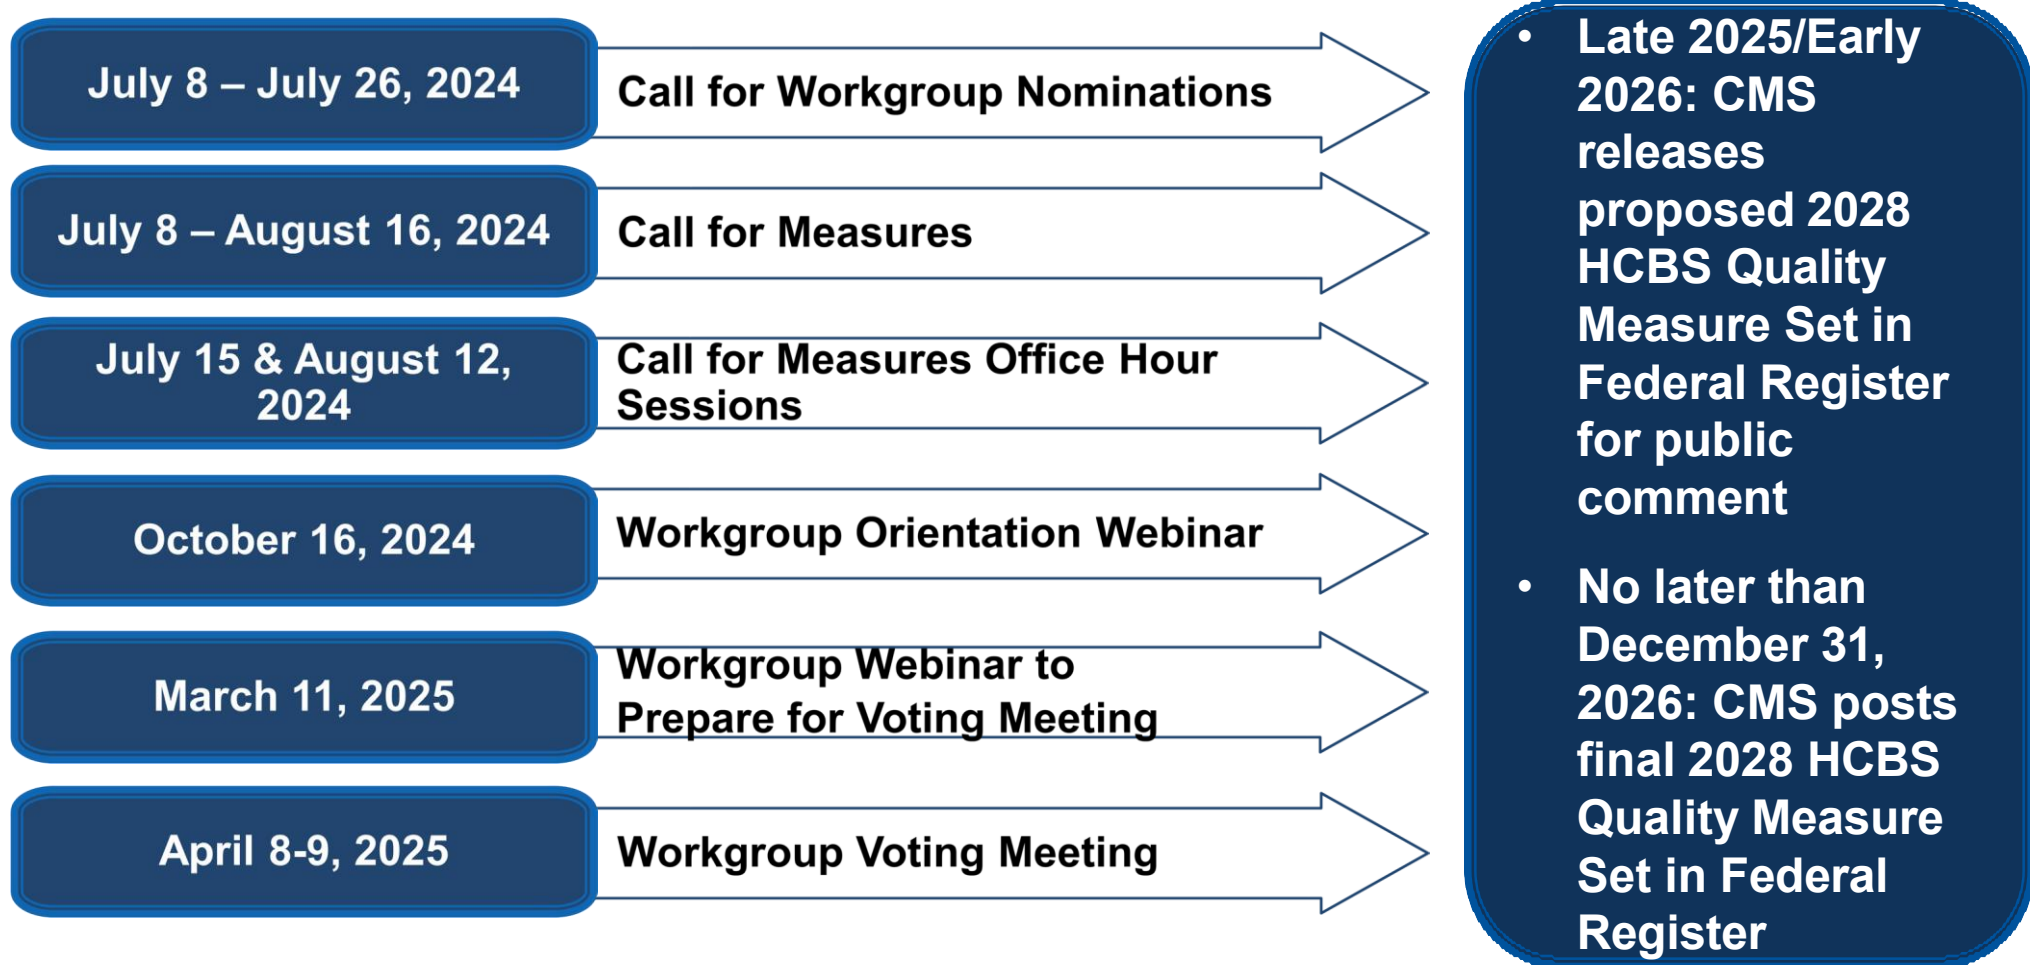 July 8 – July 26, 2024
Call for Workgroup Nominations
July 8 – August 16, 2024
Call for Measures
July 15 & August 12,
2024
Call for Measures Office Hour
Sessions
October 16, 2024
Workgroup Orientation Webinar
March 11, 2025
Workgroup Webinar to
Prepare for Voting Meeting
April 8-9, 2025
Workgroup Voting Meeting
• Late 2025/Early
2026: CMS
releases
proposed 2028
HCBS Quality
Measure Set in
Federal Register
for public
comment
• No later than
December 31,
2026: CMS posts
final 2028 HCBS
Quality Measure
Set in Federal
Register